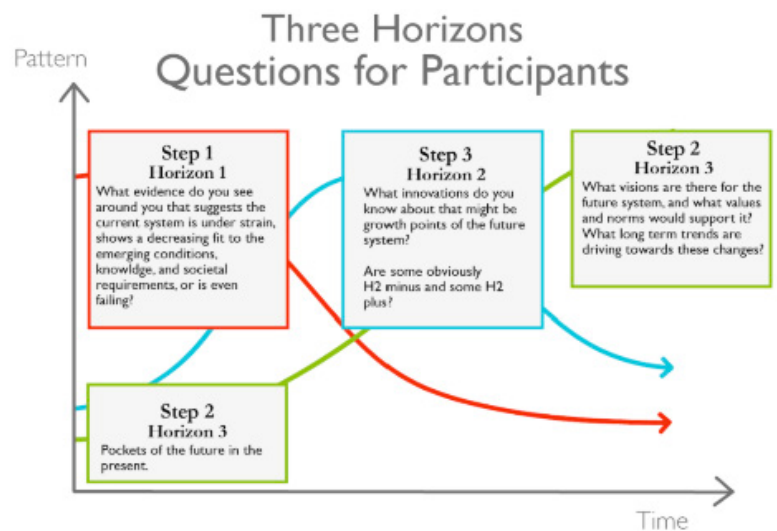 Three Horizons
Questions for Participants
Pattern
Step 1
Horizon 1
What evidence do you see
around you that suggests the
current system is under strain,
shows a decreasing fit to the
emerging conditions,
knowldge, and societal
requirements, or is even
failing?
Step 3
Horizon 2
What innovations do you
know about that might be
growth points of the future
system?
Are some obviously
H2 minus and some H2
plus?
Step 2
Horizon 3
What visions are there for the
future system, and what values
and norms would support it?
What long term trends are
driving towards these changes?
Step 2
Horizon 3
Pockets of the future in the
present.
Time